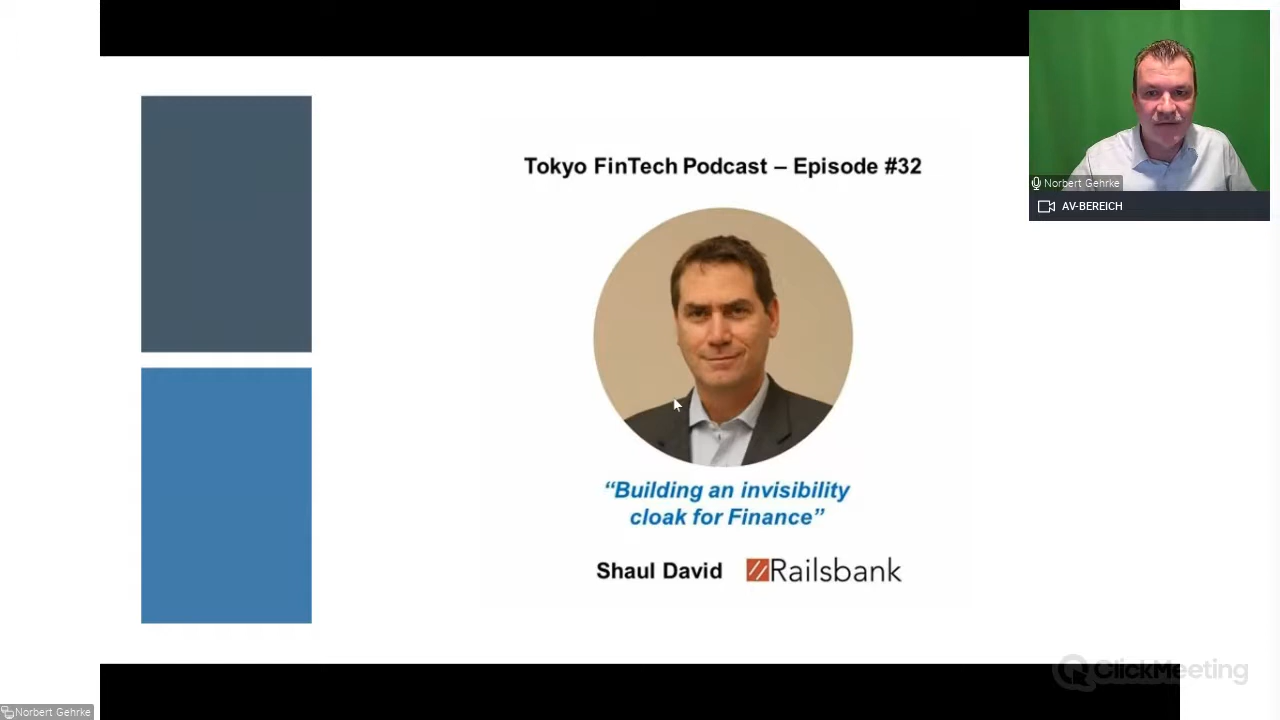 Tokyo FinTech Podcast – Episode #32
“Building an invisibility
cloak for Finance”
Shaul David
Railsbank
Norbert Gehrke
AV-BEREICH
ClickMeeting
Norbert Gehrke